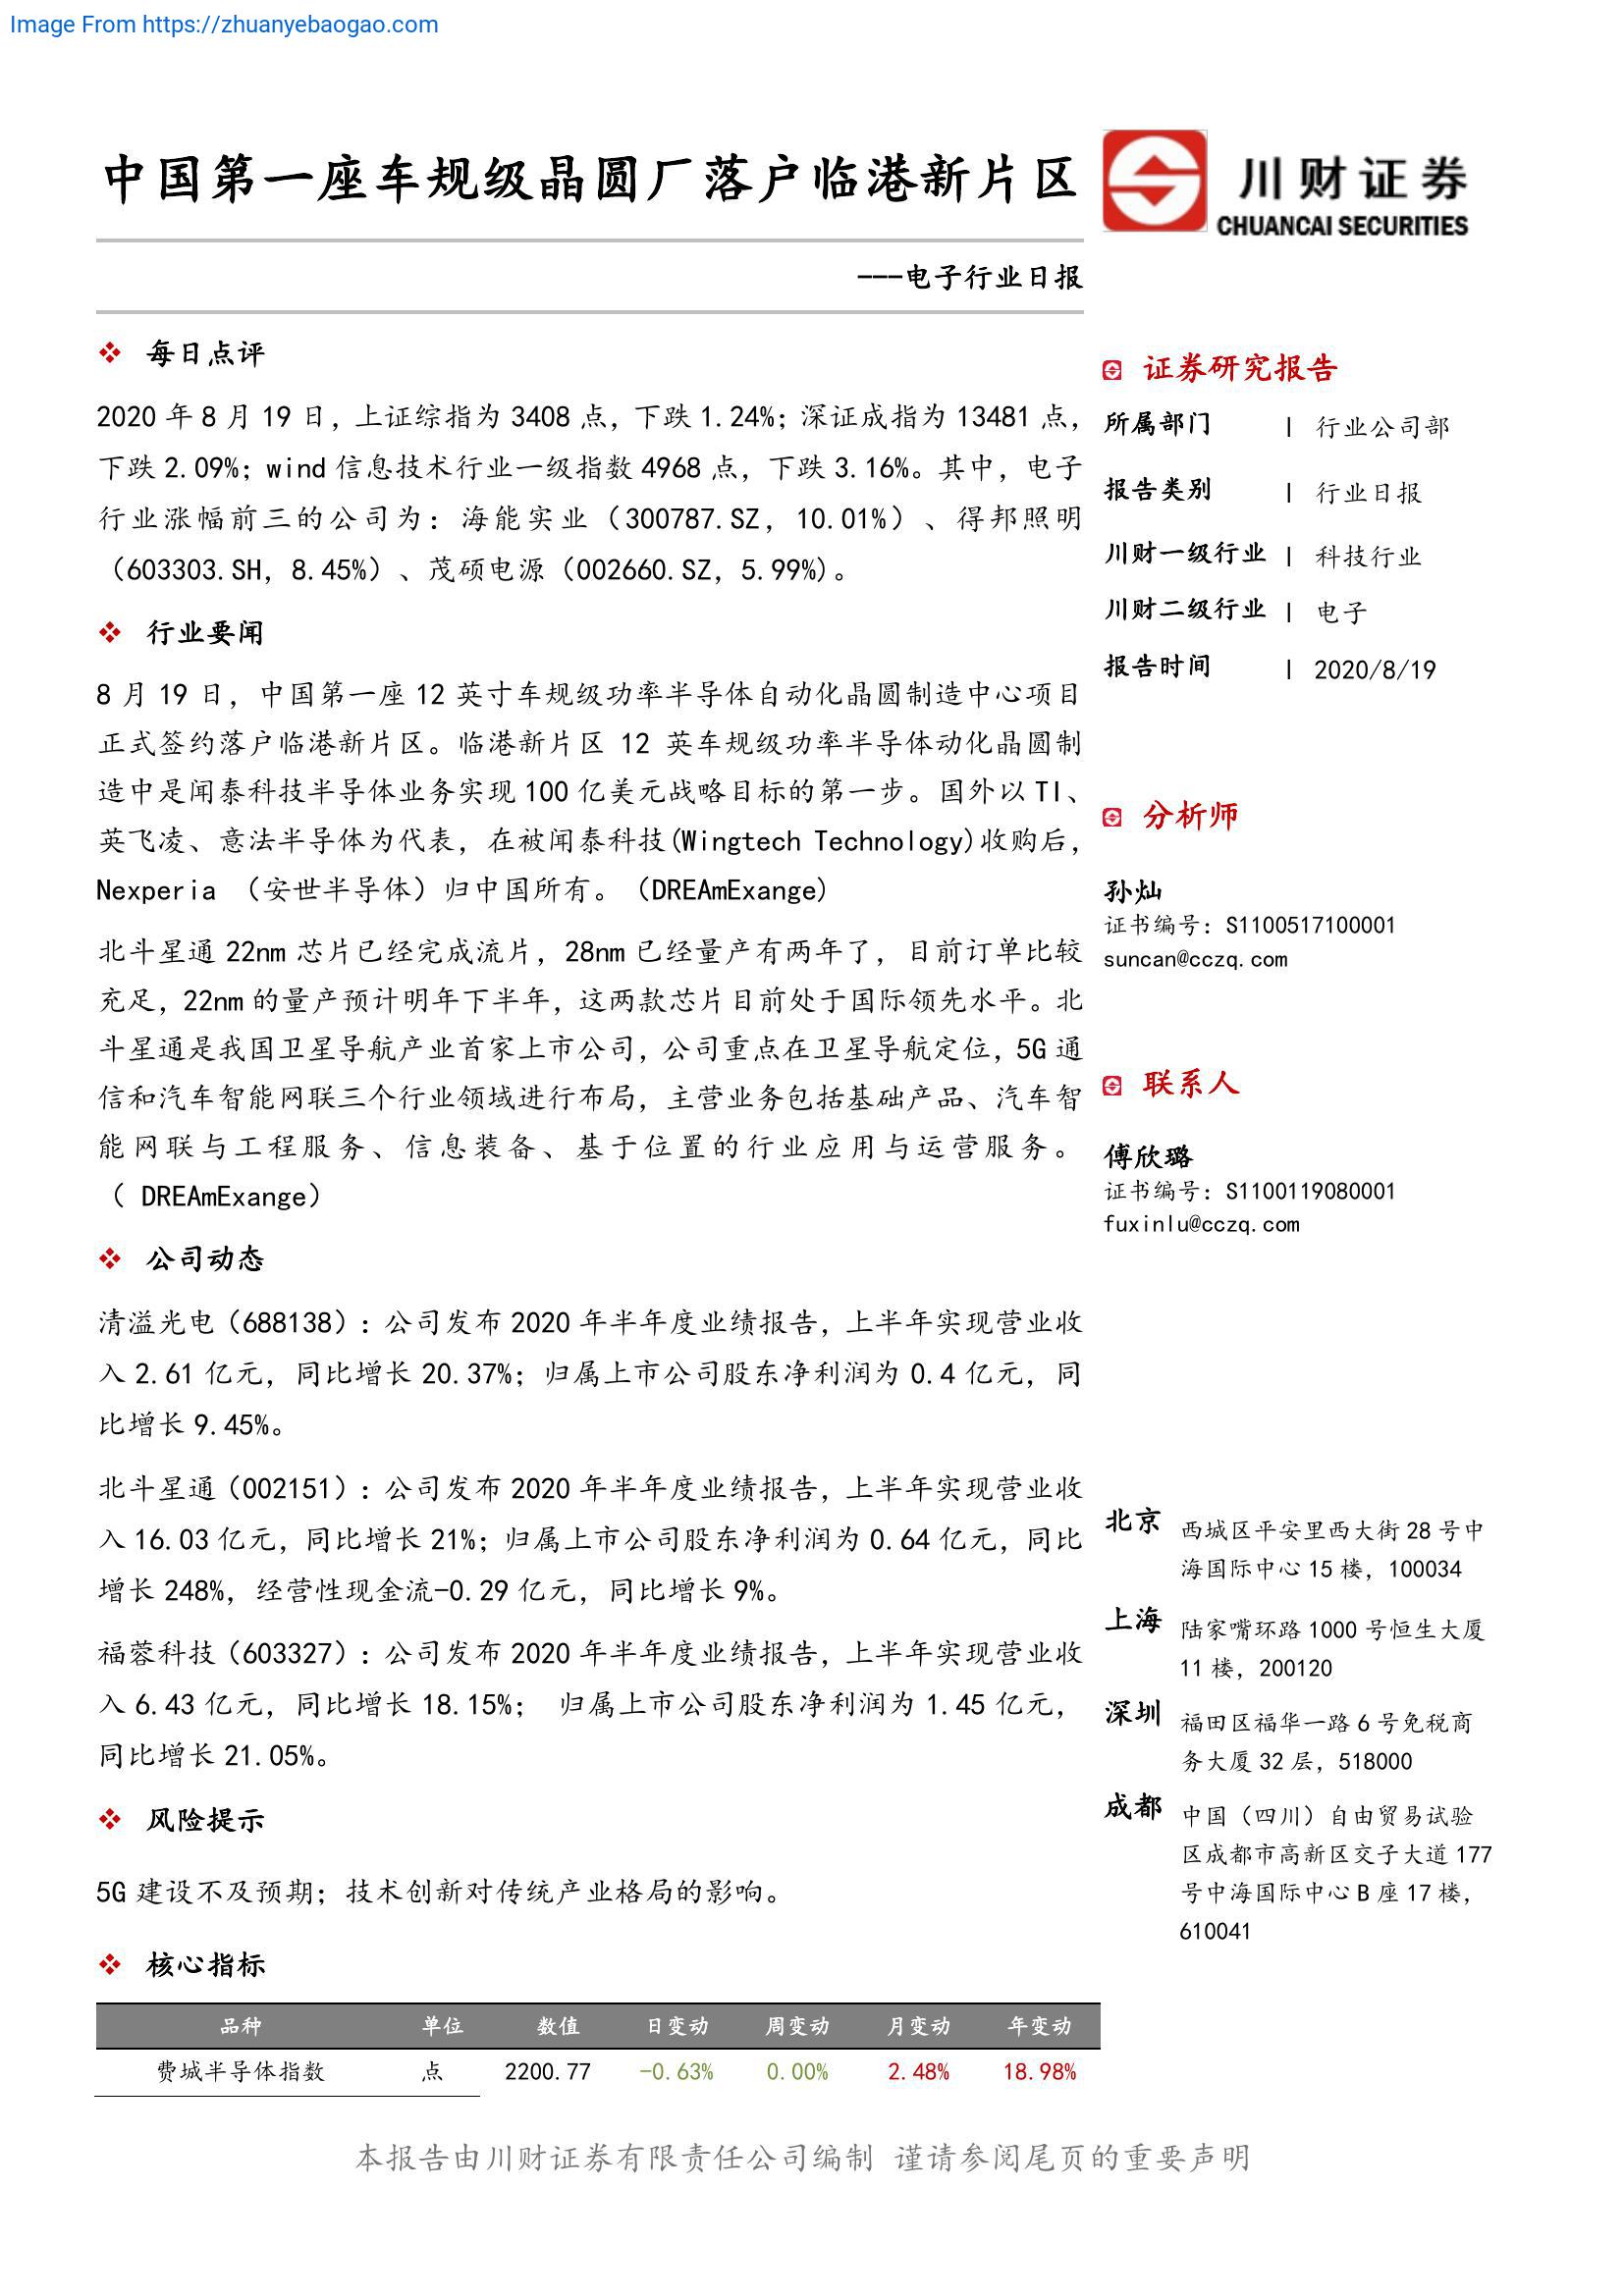 Image From https://zhuanyebaogao.com
中国第一座车规级晶圆厂落户临港新片区
川财证券
CHUANCAI SECURITIES
---电子行业日报
❖ 每日点评
2020 年 8 月 19 日，上证综指为 3408 点，下跌 1.24%；深证成指为 13481 点，
下跌 2.09%；wind 信息技术行业一级指数 4968 点，下跌 3.16%。其中，电子
行业涨幅前三的公司为：海能实业（300787.SZ，10.01%）、得邦照明
（603303.SH，8.45%）、茂硕电源（002660.SZ，5.99%)。
❖ 行业要闻
8 月 19 日，中国第一座 12 英寸车规级功率半导体自动化晶圆制造中心项目
正式签约落户临港新片区。临港新片区 12 英车规级功率半导体动化晶圆制
造中是闻泰科技半导体业务实现 100 亿美元战略目标的第一步。国外以 TI、
英飞凌、意法半导体为代表，在被闻泰科技(Wingtech Technology)收购后，
Nexperia （安世半导体）归中国所有。（DREAmExange)
北斗星通 22nm 芯片已经完成流片，28nm 已经量产有两年了，目前订单比较
充足，22nm 的量产预计明年下半年，这两款芯片目前处于国际领先水平。北
斗星通是我国卫星导航产业首家上市公司，公司重点在卫星导航定位，5G 通
信和汽车智能网联三个行业领域进行布局，主营业务包括基础产品、汽车智
能网联与工程服务、信息装备、基于位置的行业应用与运营服务。
（ DREAmExange）
❖ 公司动态
清溢光电（688138）：公司发布 2020 年半年度业绩报告，上半年实现营业收
入 2.61 亿元，同比增长 20.37%；归属上市公司股东净利润为 0.4 亿元，同
比增长 9.45%。
北斗星通（002151）：公司发布 2020 年半年度业绩报告，上半年实现营业收
入 16.03 亿元，同比增长 21%；归属上市公司股东净利润为 0.64 亿元，同比
增长 248%，经营性现金流-0.29 亿元，同比增长 9%。
福蓉科技（603327）：公司发布 2020 年半年度业绩报告，上半年实现营业收
入 6.43 亿元，同比增长 18.15%； 归属上市公司股东净利润为 1.45 亿元，
同比增长 21.05%。
❖ 风险提示
5G 建设不及预期；技术创新对传统产业格局的影响。
❖ 核心指标
品种 单位 数值 日变动 周变动 月变动 年变动
费城半导体指数 点 2200.77 -0.63% 0.00% 2.48% 18.98%
证券研究报告
所属部门 | 行业公司部
报告类别 | 行业日报
川财一级行业 | 科技行业
川财二级行业 | 电子
报告时间 | 2020/8/19
分析师
孙灿
证书编号：S1100517100001
suncan@cczq.com
联系人
傅欣璐
证书编号：S1100119080001
fuxinlu@cczq.com
北京 西城区平安里西大街 28 号中
海国际中心 15 楼，100034
上海 陆家嘴环路 1000 号恒生大厦
11 楼，200120
深圳 福田区福华一路 6 号免税商
务大厦 32 层，518000
成都 中国（四川）自由贸易试验
区成都市高新区交子大道 177
号中海国际中心 B 座 17 楼，
610041
本报告由川财证券有限责任公司编制 谨请参阅尾页的重要声明